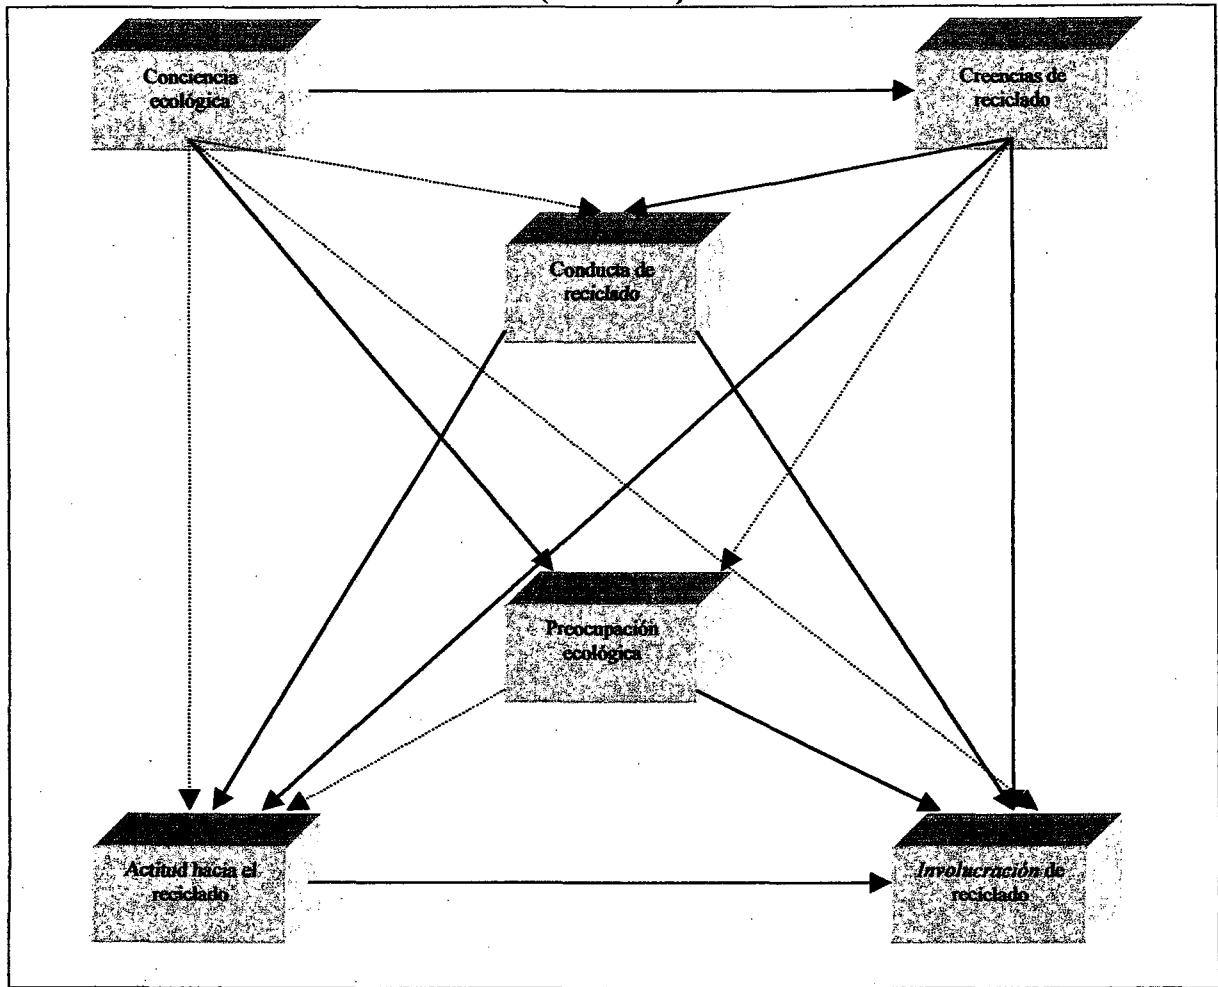 Conciencia
ecológica
Creencias de
reciclado
Conducta de
reciclado
Preocupación
ecológica
Actitud hacia el
reciclado
Involucración de
reciclado